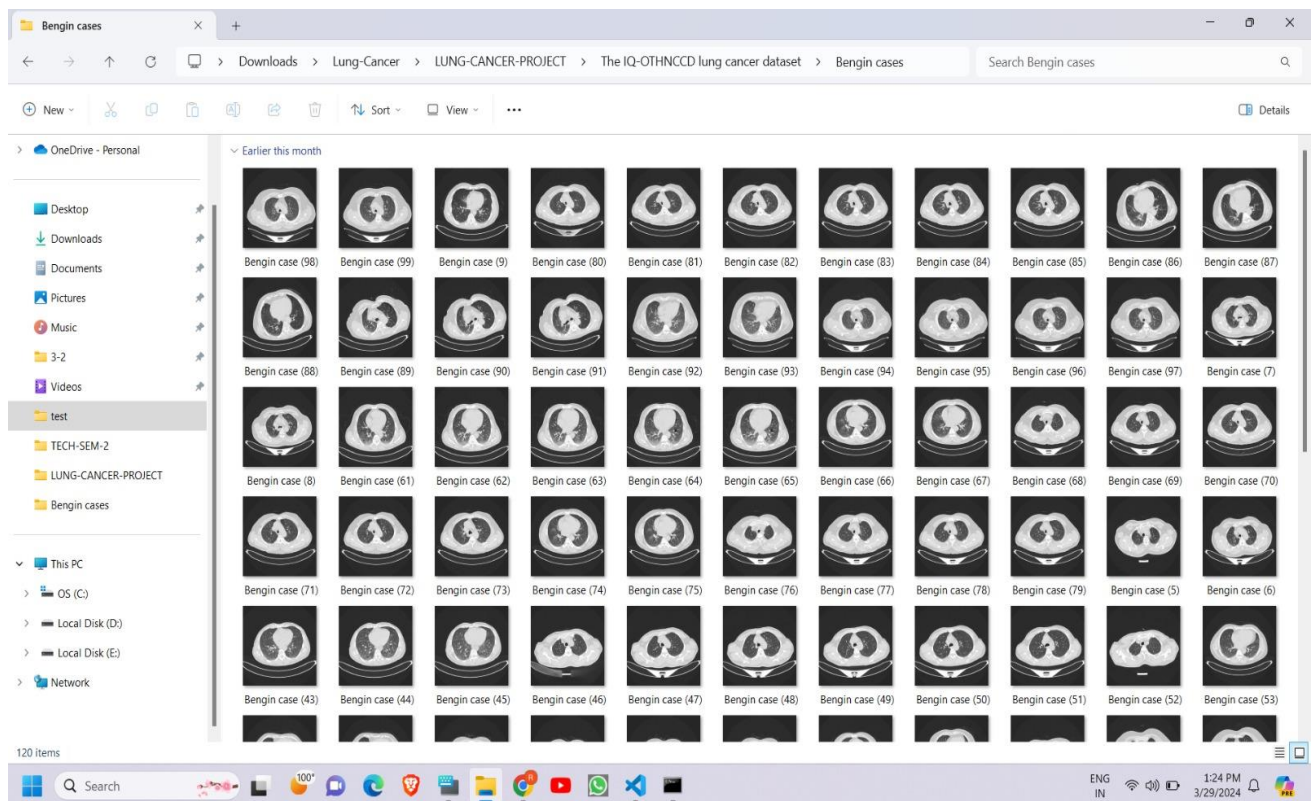 Bengin cases
Downloads > Lung-Cancer > LUNG-CANCER-PROJECT > The IQ-OTHNCCD lung cancer dataset > Bengin cases
Search Bengin cases
New Sort View Details
OneDrive - Personal
Desktop
Downloads
Documents
Pictures
Music
3-2
Videos
test
TECH-SEM-2
LUNG-CANCER-PROJECT
Bengin cases
This PC
OS (C:)
Local Disk (D:)
Local Disk (E:)
Network
Earlier this month
Bengin case (98) Bengin case (99) Bengin case (9) Bengin case (80) Bengin case (81) Bengin case (82) Bengin case (83) Bengin case (84) Bengin case (85) Bengin case (86) Bengin case (87)
Bengin case (88) Bengin case (89) Bengin case (90) Bengin case (91) Bengin case (92) Bengin case (93) Bengin case (94) Bengin case (95) Bengin case (96) Bengin case (97) Bengin case (7)
Bengin case (8) Bengin case (61) Bengin case (62) Bengin case (63) Bengin case (64) Bengin case (65) Bengin case (66) Bengin case (67) Bengin case (68) Bengin case (69) Bengin case (70)
Bengin case (71) Bengin case (72) Bengin case (73) Bengin case (74) Bengin case (75) Bengin case (76) Bengin case (77) Bengin case (78) Bengin case (79) Bengin case (5) Bengin case (6)
Bengin case (43) Bengin case (44) Bengin case (45) Bengin case (46) Bengin case (47) Bengin case (48) Bengin case (49) Bengin case (50) Bengin case (51) Bengin case (52) Bengin case (53)
120 items
Search
100°
ENG
IN
1:24 PM
3/29/2024
PRE